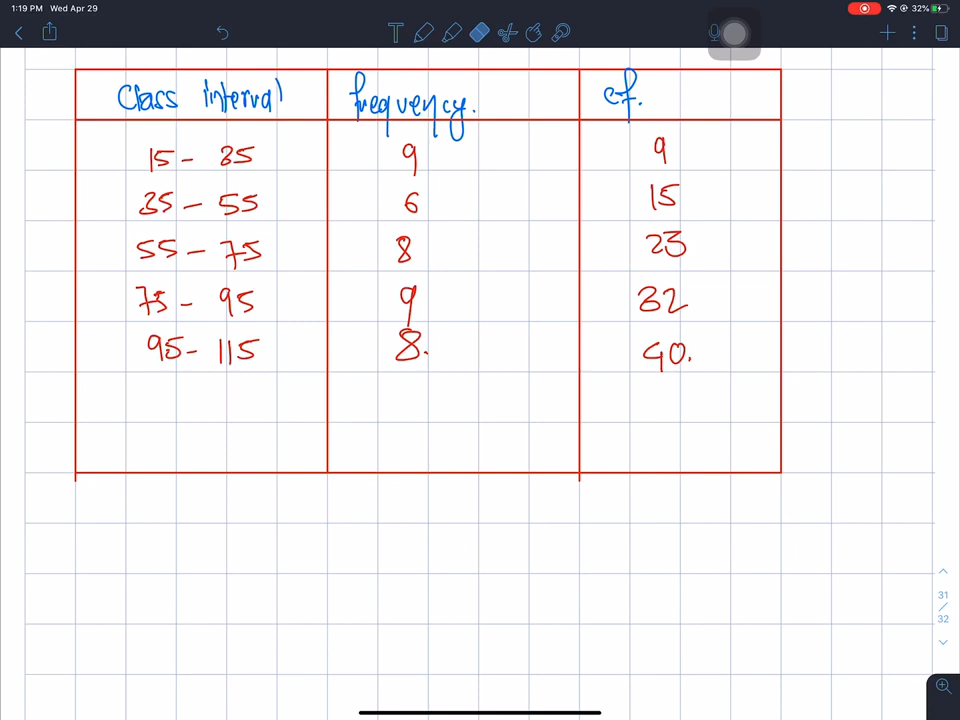 1:19 PM Wed Apr 29
32%
T
Class interval frequency. cf.
15 - 35 9 9
35 - 55 6 15
55 - 75 8 23
75 - 95 9 32
95 - 115 8. 40.
31
/
32